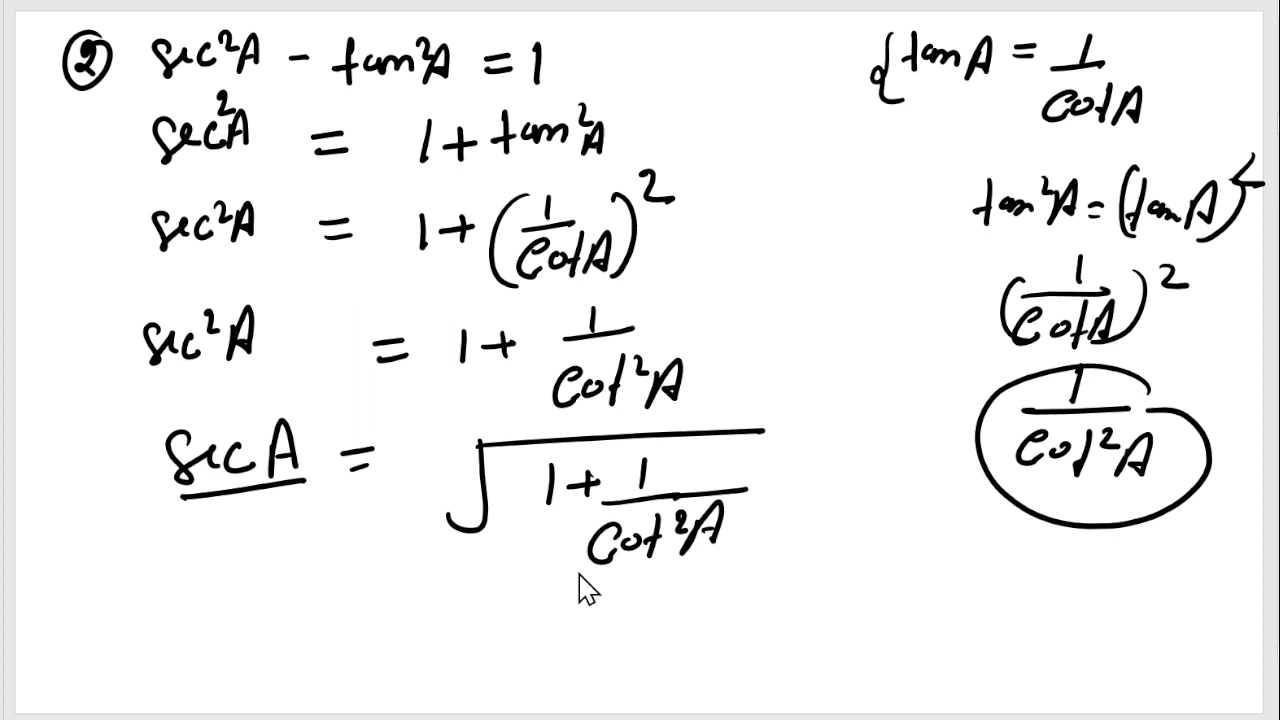 ② sec²A - tan²A = 1
sec²A = 1 + tan²A
sec²A = 1 + (1/CotA)²
sec²A = 1 + 1/Cot²A
secA = √(1 + 1/Cot²A)
{tanA = 1/CotA
tan²A = (tanA)²
(1/CotA)²
1/Cot²A